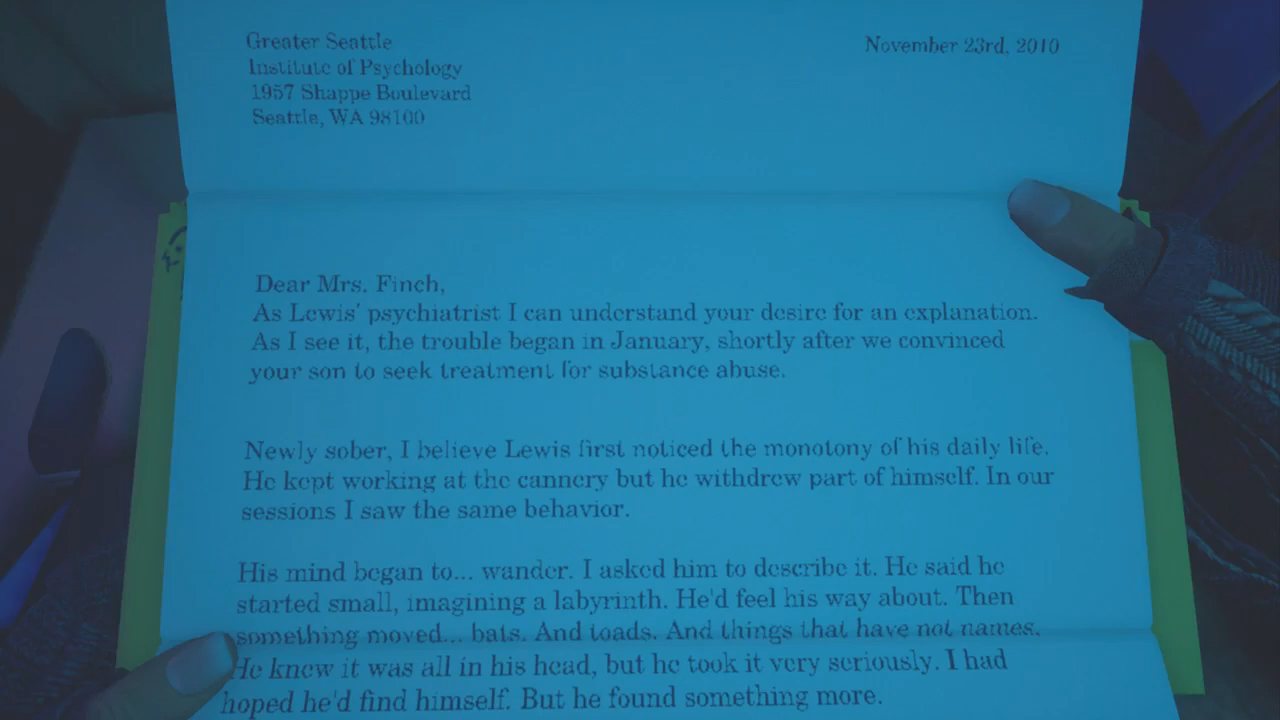 Greater Seattle
November 23rd, 2010
Institute of Psychology
1957 Shappe Boulevard
Seattle, WA 98100
Dear Mrs. Finch,
As Lewis' psychiatrist I can understand your desire for an explanation.
As I see it, the trouble began in January, shortly after we convinced
your son to seek treatment for substance abuse.
Newly sober, I believe Lewis first noticed the monotony of his daily life.
He kept working at the cannery but he withdrew part of himself. In our
sessions I saw the same behavior.
His mind began to... wander. I asked him to describe it. He said he
started small, imagining a labyrinth. He'd feel his way about. Then
something moved... bats. And toads. And things that have not names.
He knew it was all in his head, but he took it very seriously. I had
hoped he'd find himself. But he found something more.